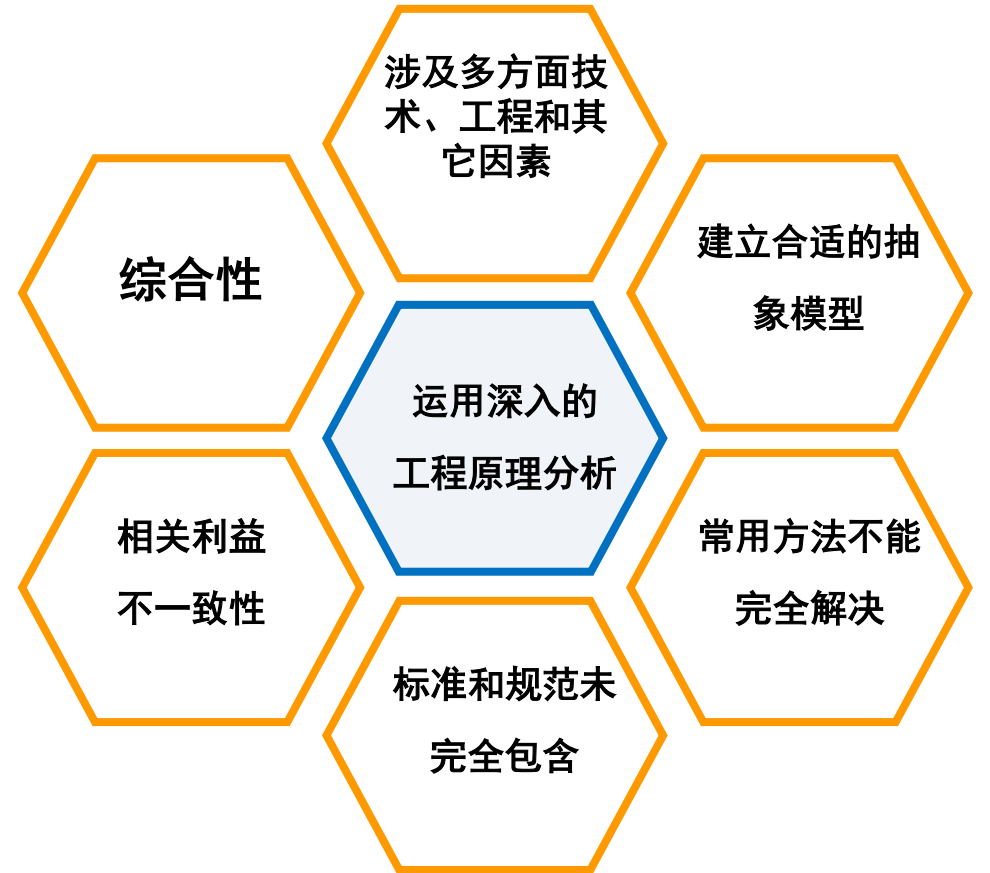 涉及多方面技
术、工程和其
它因素
建立合适的抽
象模型
综合性
运用深入的
工程原理分析
常用方法不能
完全解决
相关利益
不一致性
标准和规范未
完全包含